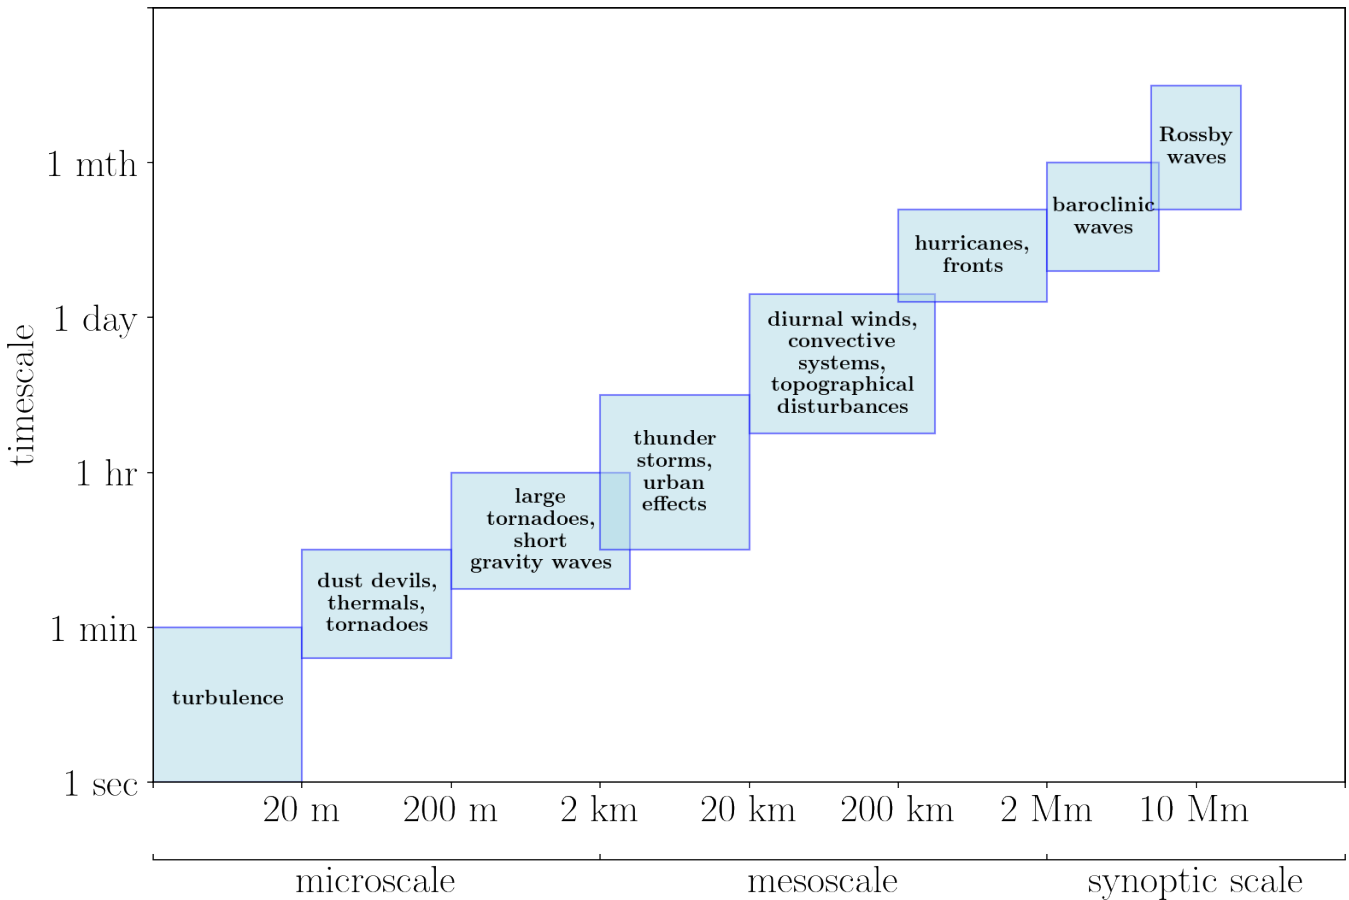 Rossby
waves
1 mth
baroclinic
waves
hurricanes,
fronts
1 day
diurnal winds,
convective
systems,
topographical
disturbances
timescale
thunder
storms,
urban
effects
1 hr
large
tornadoes,
short
gravity waves
dust devils,
thermals,
tornadoes
1 min
turbulence
1 sec
20 m 200 m 2 km 20 km 200 km 2 Mm 10 Mm
microscale mesoscale synoptic scale